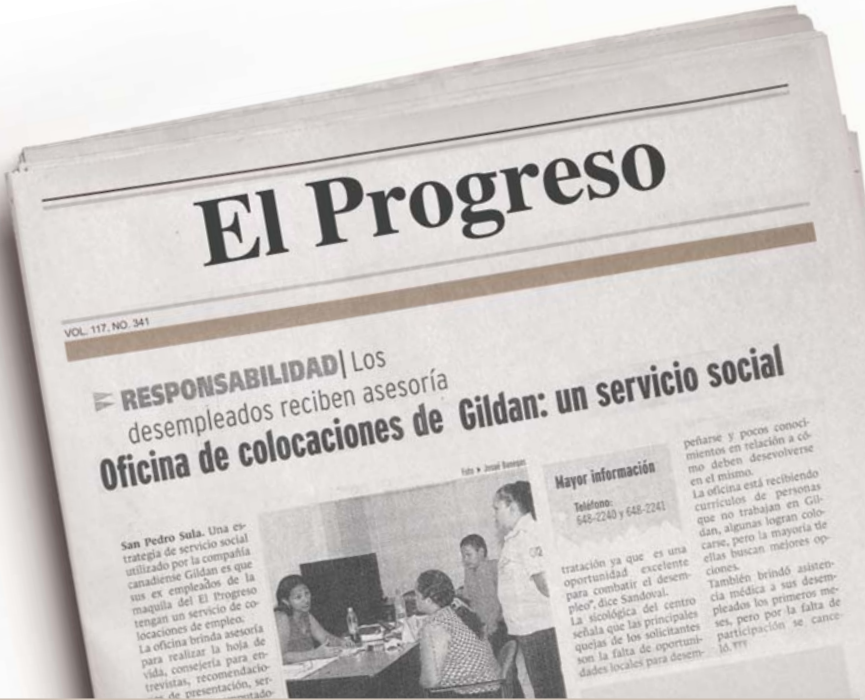 El Progreso
VOL. 117, NO. 341
RESPONSABILIDAD| Los
desempleados reciben asesoría
Oficina de colocaciones de Gildan: un servicio social
Foto ▸ Josué Banegas
San Pedro Sula. Una es-
trategia de servicio social
utilizado por la compañía
canadiense Gildan es que
sus ex empleados de la
maquila del El Progreso
tengan un servicio de co-
locaciones de empleo.
La oficina brinda asesoría
para realizar la hoja de
vida, consejería para en-
trevistas, recomendacio-
de presentación, ser-
Mayor información
Teléfono:
648-2240 y 648-2241
tratación ya que es una
oportunidad excelente
para combatir el desem-
pleo", dice Sandoval.
La sicológica del centro
señala que las principales
quejas de los solicitantes
son la falta de oportuni-
dades locales para desem-
peñarse y pocos conoci-
mientos en relación a có-
mo deben desevolverse
en el mismo.
La oficina está recibiendo
currículos de personas
que no trabajan en Gil-
dan, algunas logran colo-
carse, pero la mayoría de
ellas buscan mejores op-
ciones.
También brindó asisten-
cia médica a sus desem-
pleados los primeros me-
ses, pero por la falta de
participación se cance-
ló.